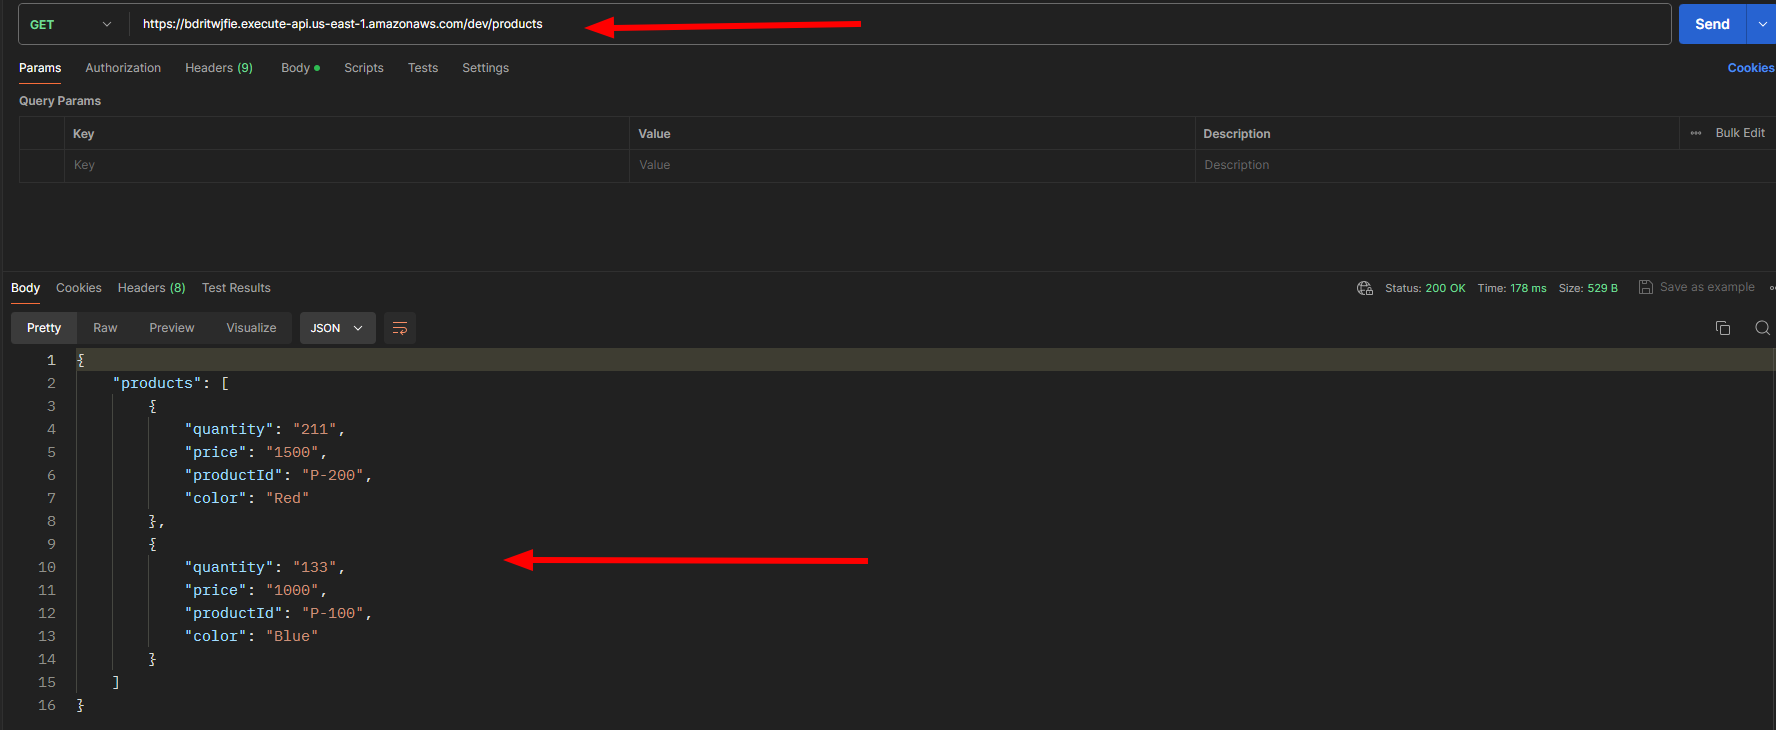 GET https://bdritwjfie.execute-api.us-east-1.amazonaws.com/dev/products Send
Params Authorization Headers (9) Body Scripts Tests Settings Cookies
Query Params
Key Value Description Bulk Edit
Key Value Description
Body Cookies Headers (8) Test Results Status: 200 OK Time: 178 ms Size: 529 B Save as example
Pretty Raw Preview Visualize JSON
1 {
2 "products": [
3 {
4 "quantity": "211",
5 "price": "1500",
6 "productId": "P-200",
7 "color": "Red"
8 },
9 {
10 "quantity": "133",
11 "price": "1000",
12 "productId": "P-100",
13 "color": "Blue"
14 }
15 ]
16 }